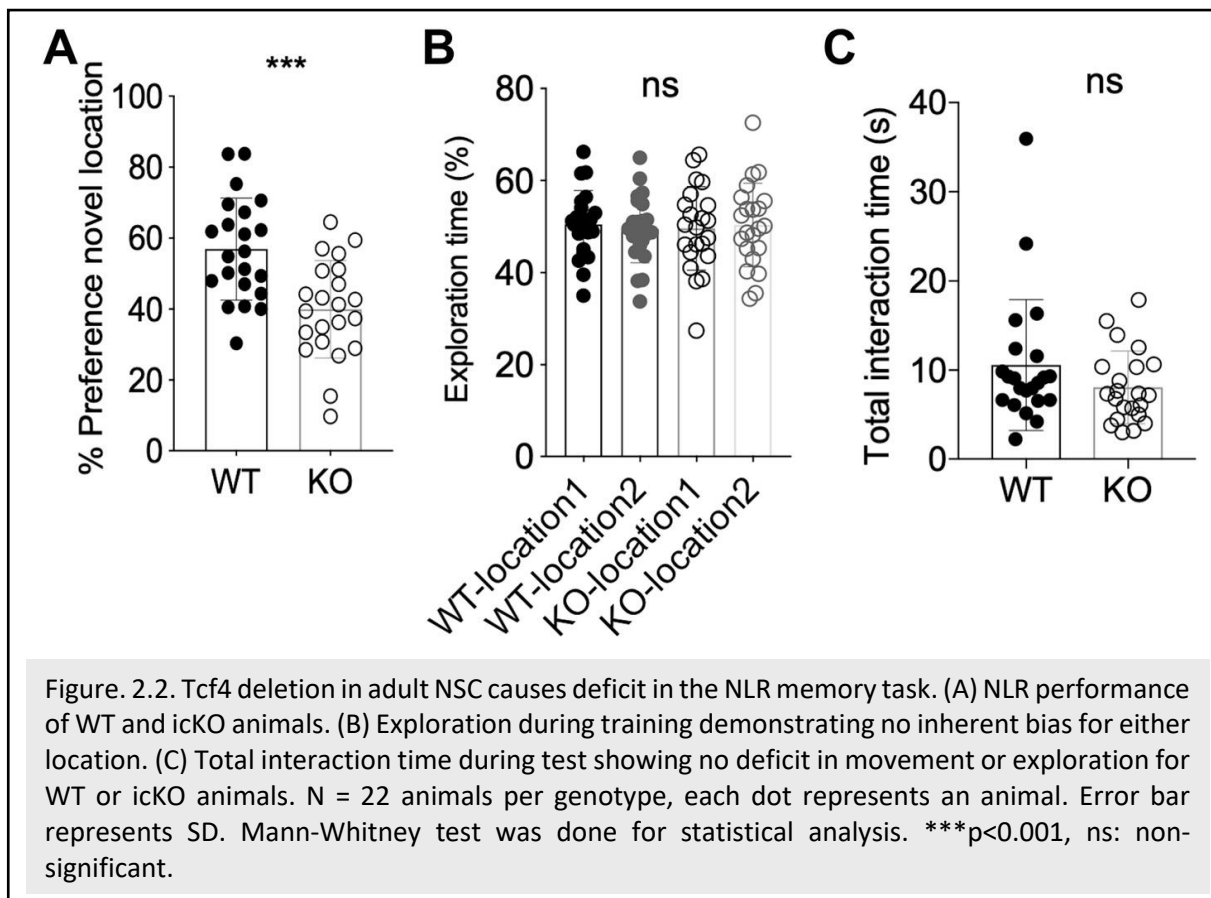 A
***
% Preference novel location
100
80
60
40
20
0
WT
KO
B
ns
Exploration time (%)
80
60
40
20
0
WT-location1
WT-location2
KO-location1
KO-location2
C
ns
Total interaction time (s)
40
30
20
10
0
WT
KO
Figure. 2.2. Tcf4 deletion in adult NSC causes deficit in the NLR memory task. (A) NLR performance
of WT and icKO animals. (B) Exploration during training demonstrating no inherent bias for either
location. (C) Total interaction time during test showing no deficit in movement or exploration for
WT or icKO animals. N = 22 animals per genotype, each dot represents an animal. Error bar
represents SD. Mann-Whitney test was done for statistical analysis. ***p<0.001, ns: non-
significant.